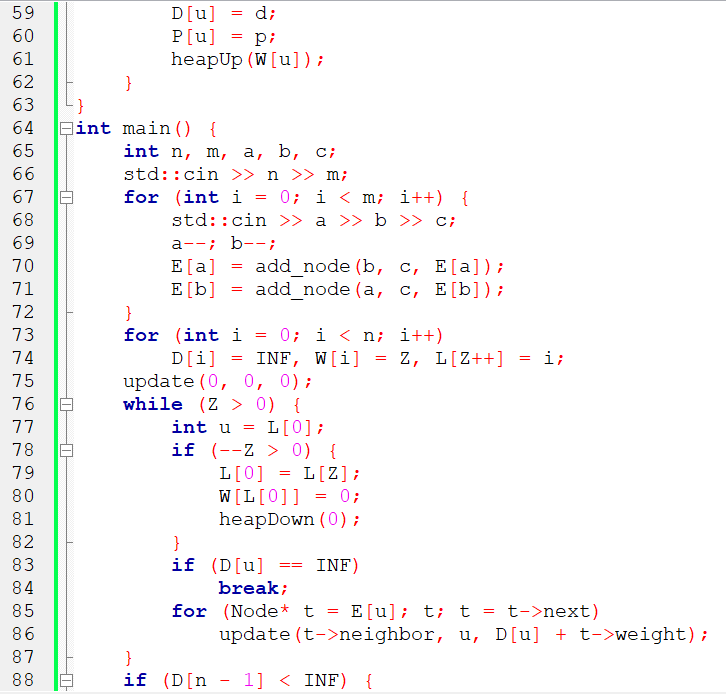 59 D[u] = d;
60 P[u] = p;
61 heapUp(W[u]);
62 }
63 }
64 int main() {
65 int n, m, a, b, c;
66 std::cin >> n >> m;
67 for (int i = 0; i < m; i++) {
68 std::cin >> a >> b >> c;
69 a--; b--;
70 E[a] = add_node(b, c, E[a]);
71 E[b] = add_node(a, c, E[b]);
72 }
73 for (int i = 0; i < n; i++)
74 D[i] = INF, W[i] = Z, L[Z++] = i;
75 update(0, 0, 0);
76 while (Z > 0) {
77 int u = L[0];
78 if (--Z > 0) {
79 L[0] = L[Z];
80 W[L[0]] = 0;
81 heapDown(0);
82 }
83 if (D[u] == INF)
84 break;
85 for (Node* t = E[u]; t; t = t->next)
86 update(t->neighbor, u, D[u] + t->weight);
87 }
88 if (D[n - 1] < INF) {